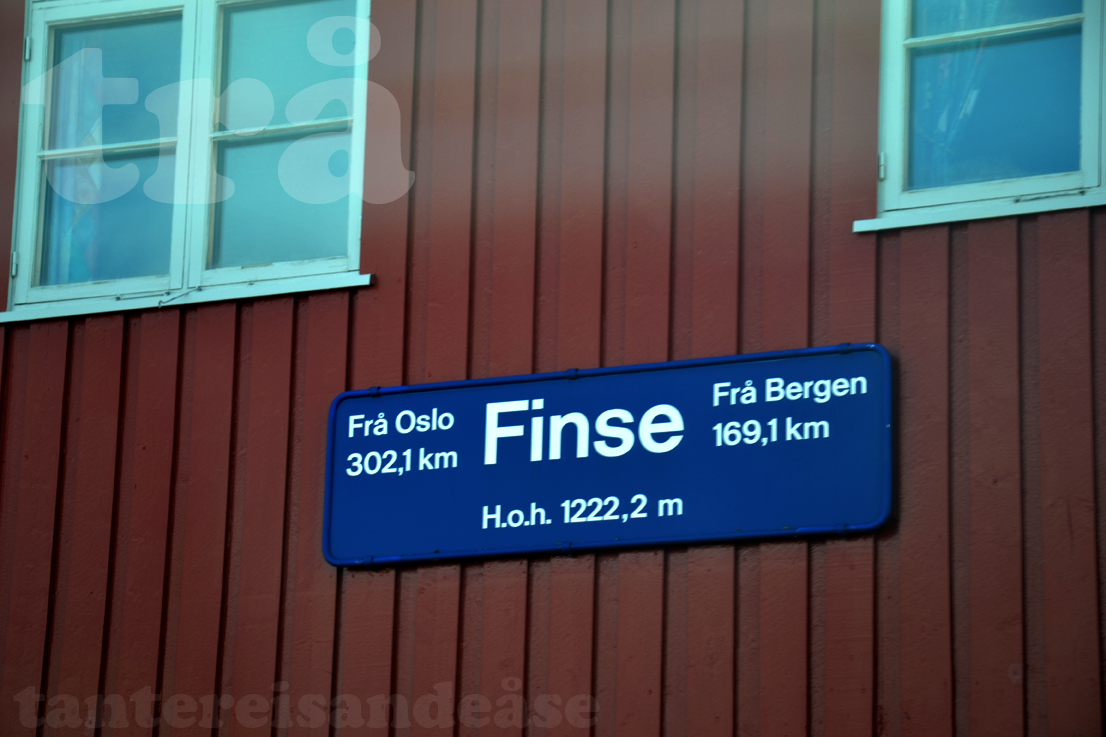 trå
Frå Oslo
302,1 km
Finse
Frå Bergen
169,1 km
H.o.h. 1222,2 m
tantereisandeåse